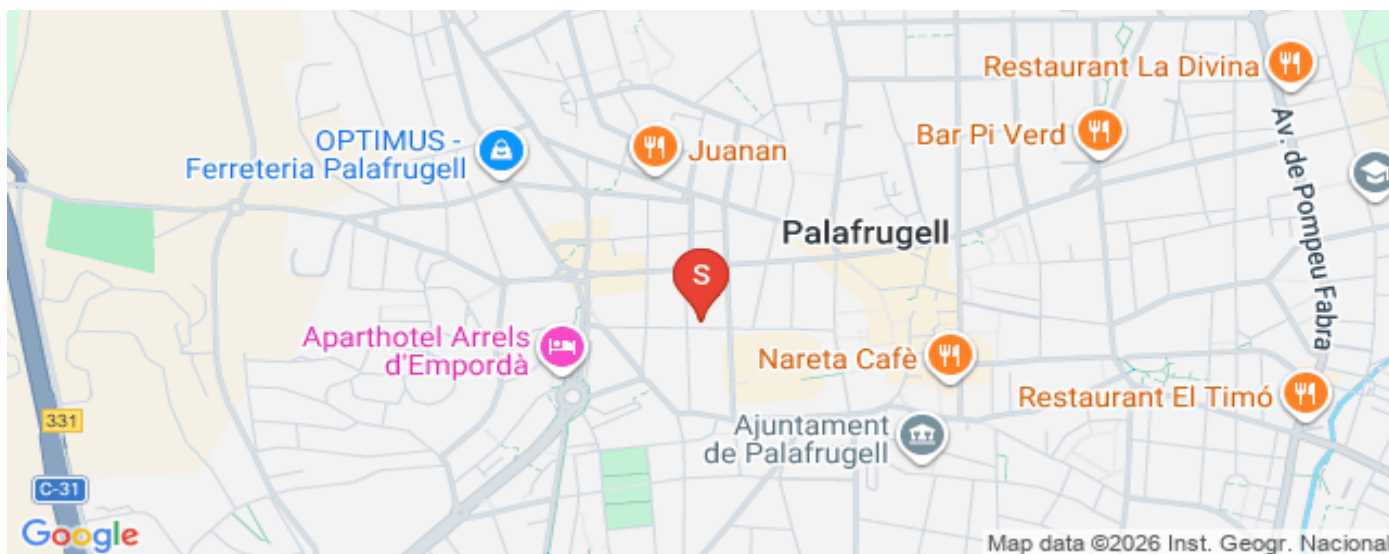 Restaurant La Divina
OPTIMUS -
Ferreteria Palafrugell
Juanan
Bar Pi Verd
Av. de Pompeu Fabra
Palafrugell
S
Aparthotel Arrels
d'Empordà
Nareta Cafè
Restaurant El Timó
331
Ajuntament
de Palafrugell
C-31
Google
Map data ©2026 Inst. Geogr. Nacional